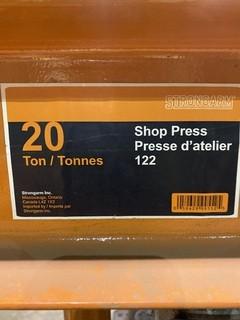 STRONGARM
20
Ton / Tonnes
Shop Press
Presse d'atelier
122
Strongarm Inc.
Mississauga, Ontario
Imported by / Importé par
Strongarm Inc.